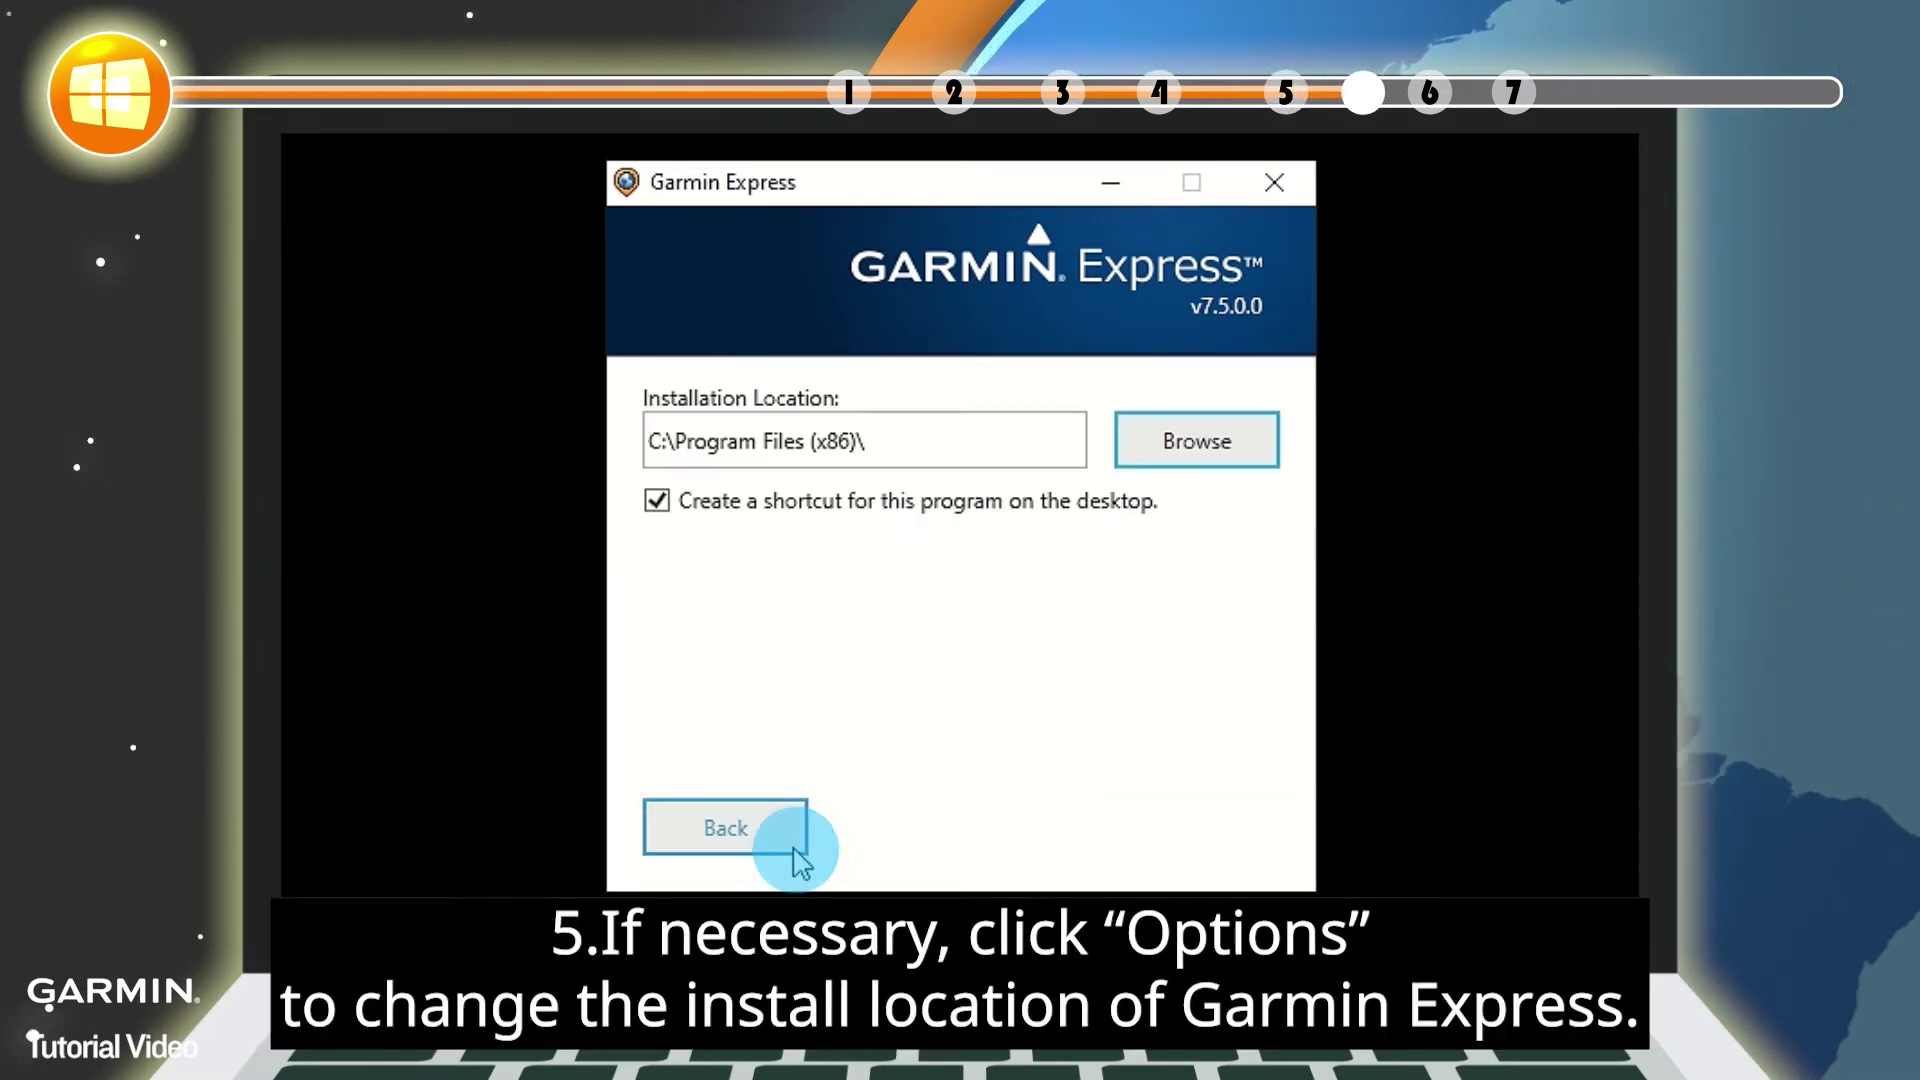 1 2 3 4 5 6 7
Garmin Express
GARMIN® Express™
v7.5.0.0
Installation Location:
C:\Program Files (x86)\
Browse
Create a shortcut for this program on the desktop.
Back
5.If necessary, click “Options”
to change the install location of Garmin Express.
GARMIN®
Tutorial Video